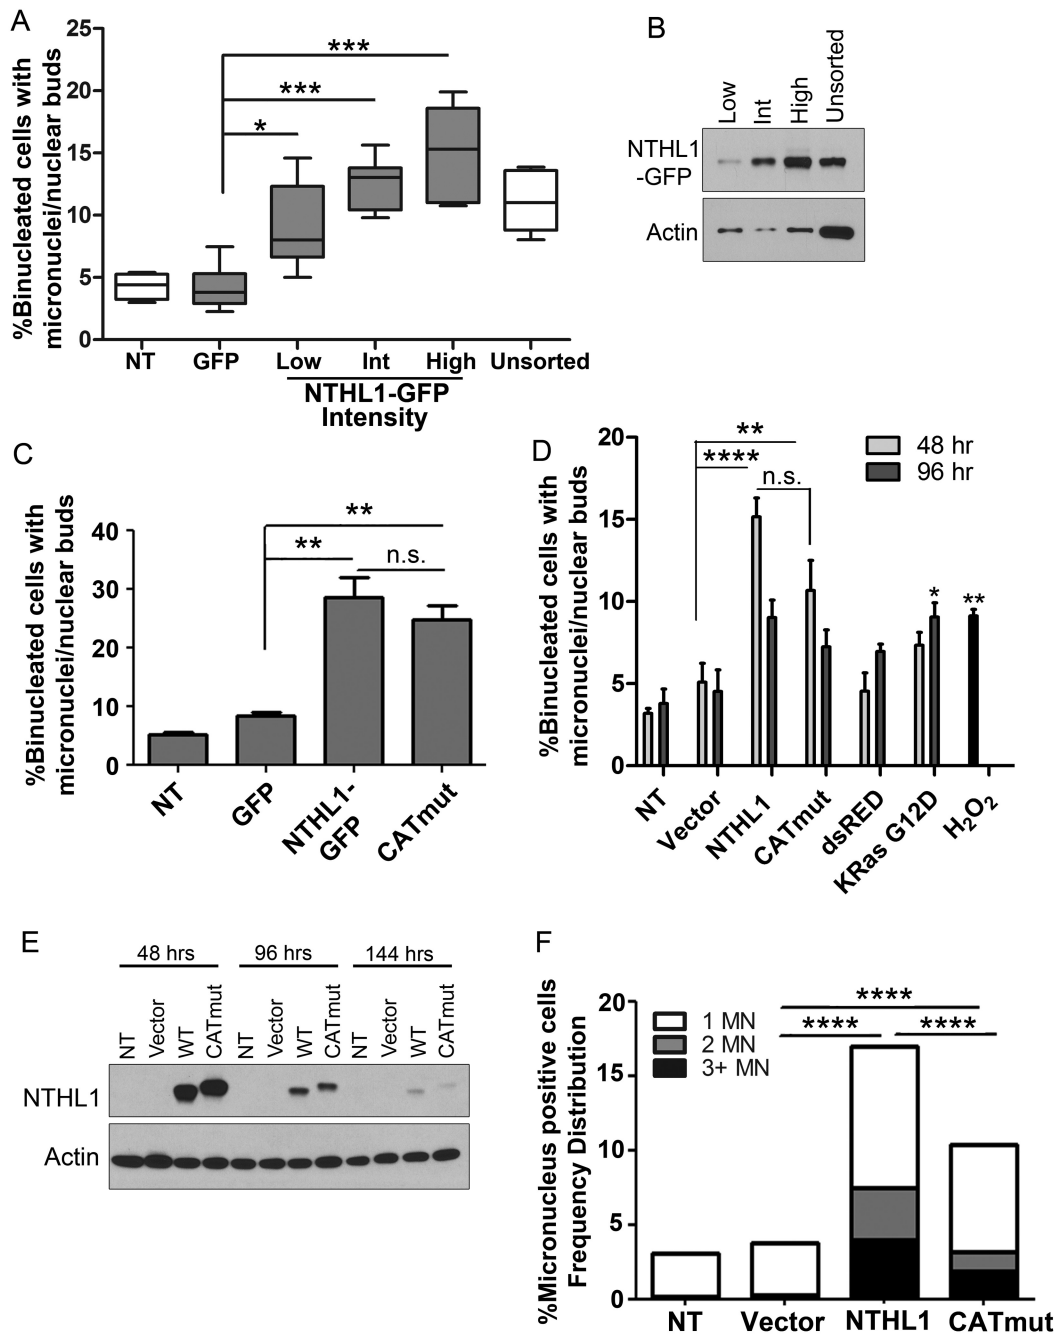 A
%Binucleated cells with
micronuclei/nuclear buds
25
20
15
10
5
0
***
***
*
NT GFP Low Int High Unsorted
NTHL1-GFP
Intensity
B
Low Int High Unsorted
NTHL1
-GFP
Actin
C
%Binucleated cells with
micronuclei/nuclear buds
40
30
20
10
0
**
**
n.s.
NT GFP NTHL1-
GFP CATmut
D
%Binucleated cells with
micronuclei/nuclear buds
20
15
10
5
0
**
****
n.s.
* **
48 hr
96 hr
NT Vector NTHL1 CATmut dsRED KRas G12D H₂O₂
E
48 hrs 96 hrs 144 hrs
NT Vector WT CATmut NT Vector WT CATmut NT Vector WT CATmut
NTHL1
Actin
F
%Micronucleus positive cells
Frequency Distribution
20
15
10
5
0
1 MN
2 MN
3+ MN
****
**** ****
NT Vector NTHL1 CATmut